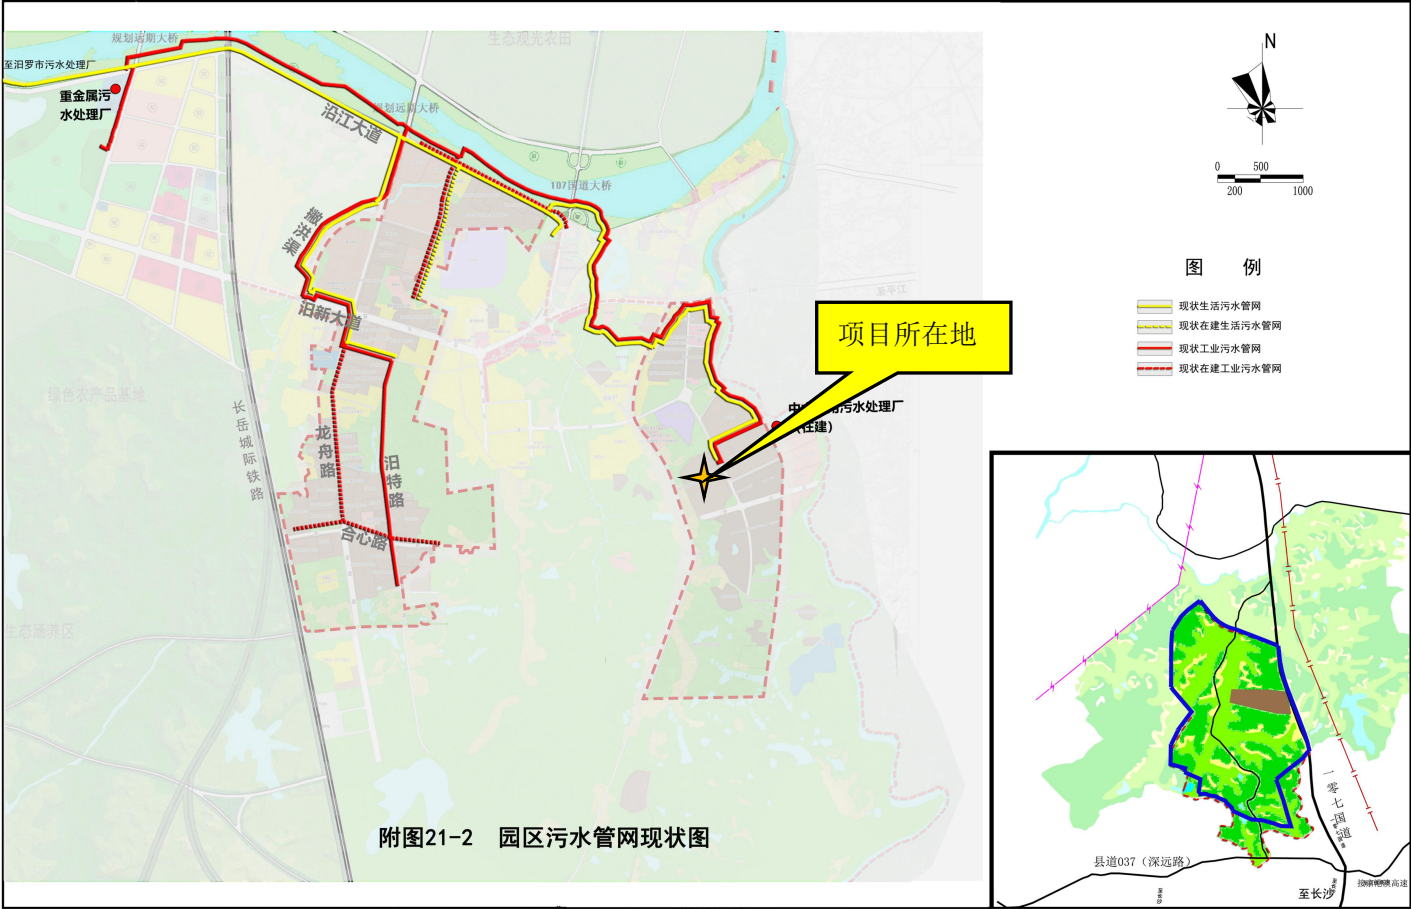 规划远期大桥
生态观光农田
至汨罗市污水处理厂
重金属污
水处理厂
沿江大道
规划远期大桥
107国道大桥
撇洪渠
汨新大道
至平江
项目所在地
污水处理厂
绿色农产品基地
长岳城际铁路
龙舟路
汨特路
合心路
生态涵养区
附图21-2 园区污水管网现状图
N
0 500
200 1000
图 例
现状生活污水管网
现状在建生活污水管网
现状工业污水管网
现状在建工业污水管网
一零七国道
县道037（深远路）
至长沙